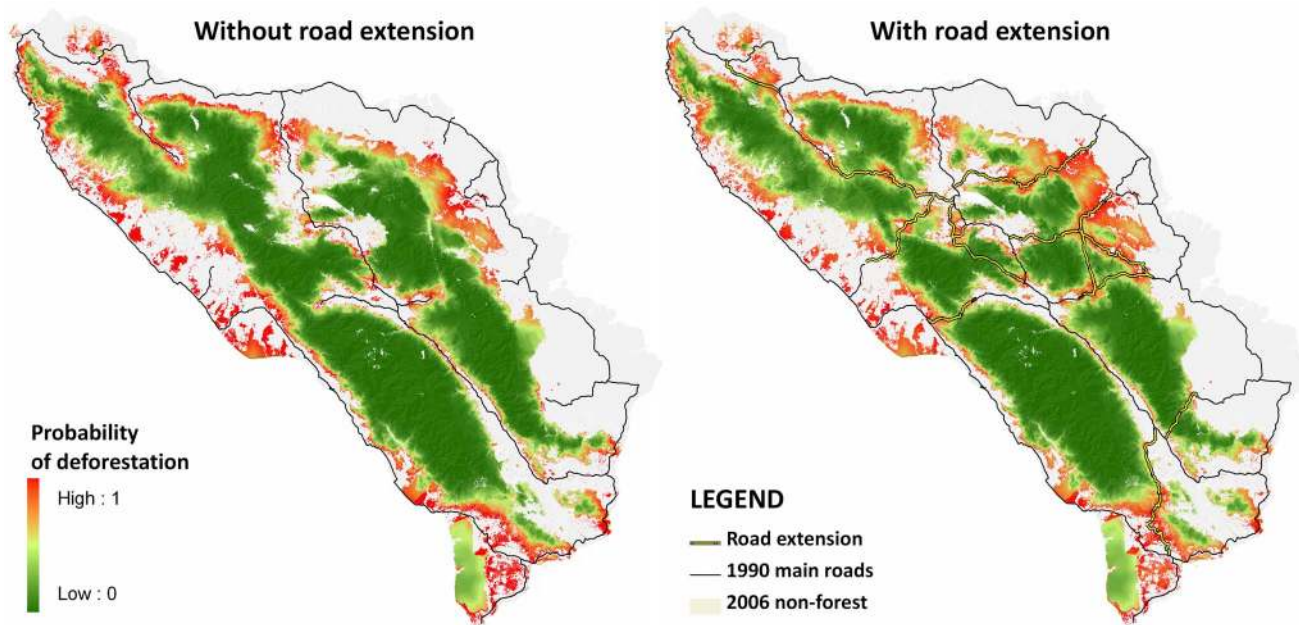 Without road extension
With road extension
Probability
of deforestation
High : 1
Low : 0
LEGEND
Road extension
1990 main roads
2006 non-forest